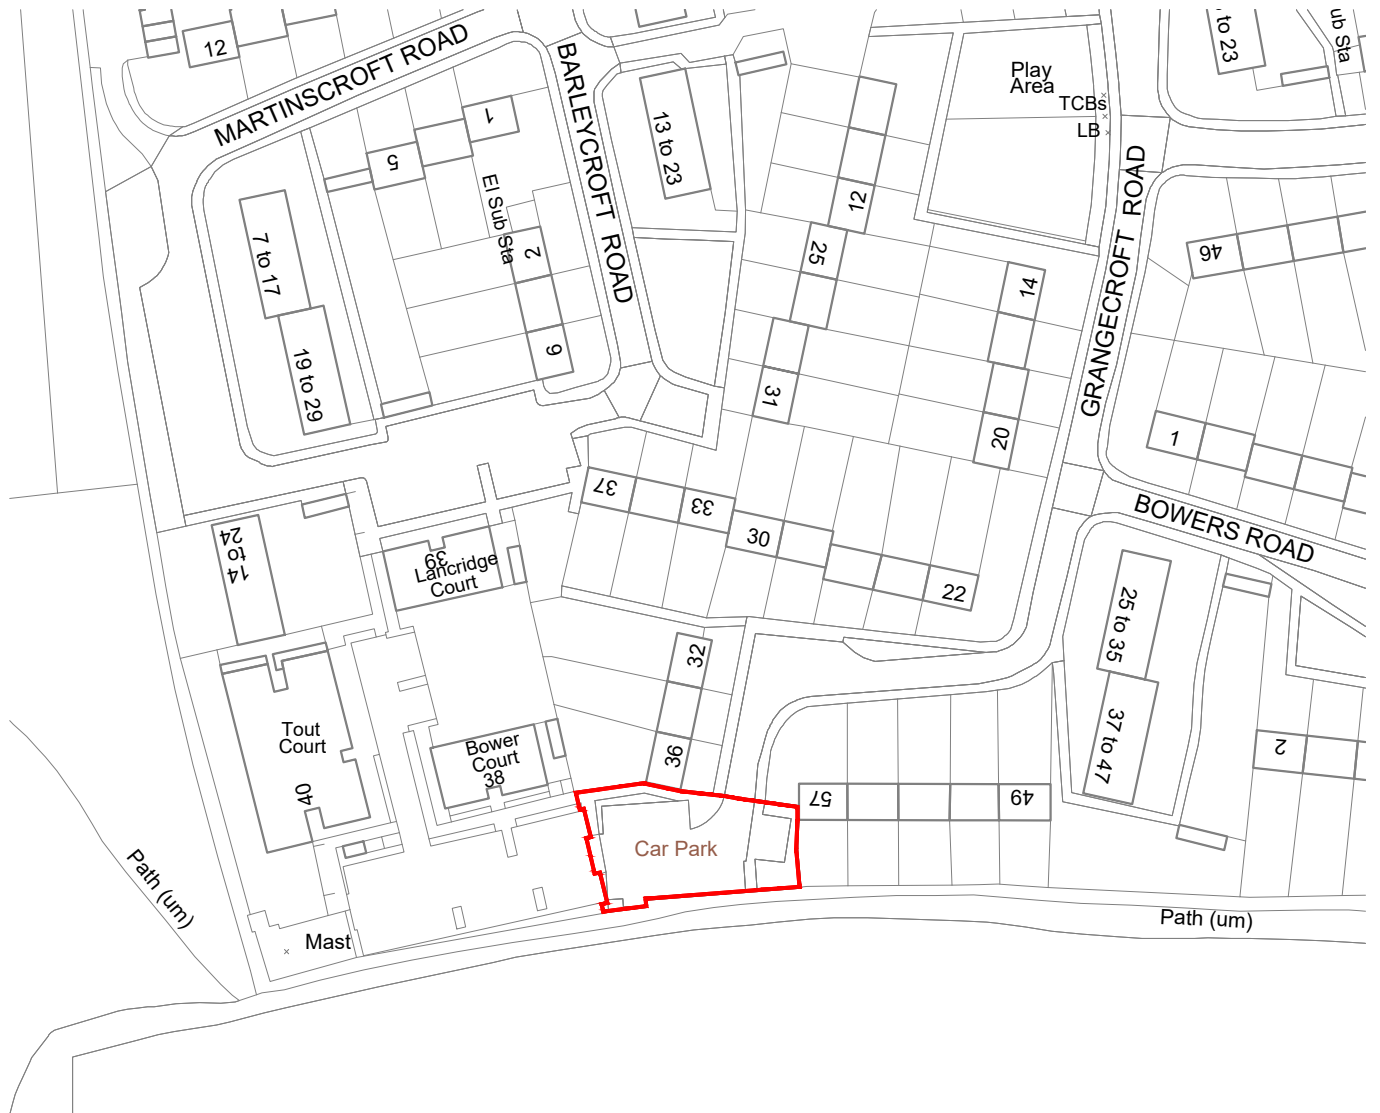 12
MARTINSCROFT ROAD
BARLEYCROFT ROAD
to 23
ub Sta
Play
Area
TCBs
LB
1
5
13 to 23
El Sub Sta
12
GRANGECROFT ROAD
7 to 17
2
25
46
14
19 to 29
6
31
1
20
37
33
30
22
BOWERS ROAD
14
to
24
39
Lancridge
Court
25 to 35
32
Tout
Court
40
Bower
Court
38
36
37 to 47
2
57
49
Car Park
Path (um)
Mast
Path (um)